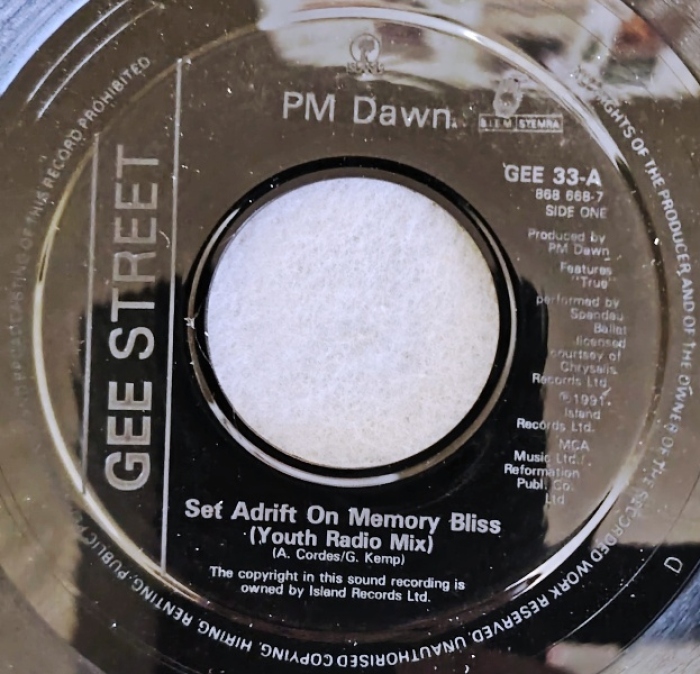 PM Dawn
B.I.E.M. STEMRA
GEE STREET
GEE 33-A
868 668-7
SIDE ONE
Produced by
PM Dawn
Features
"True"
performed by
Spandau
Ballet
licensed
courtsey of
Chrysalis
Records Ltd.
℗1991
Island
Records Ltd.
MCA
Music Ltd./
Reformation
Publ. Co.
Ltd
Set Adrift On Memory Bliss
(Youth Radio Mix)
(A. Cordes/G. Kemp)
The copyright in this sound recording is
owned by Island Records Ltd.
RIGHTS OF THE PRODUCER AND OF THE OWNER OF THE RECORDED WORK RESERVED. UNAUTHORISED COPYING, HIRING, RENTING, PUBLIC BROADCASTING OF THIS RECORD PROHIBITED
D